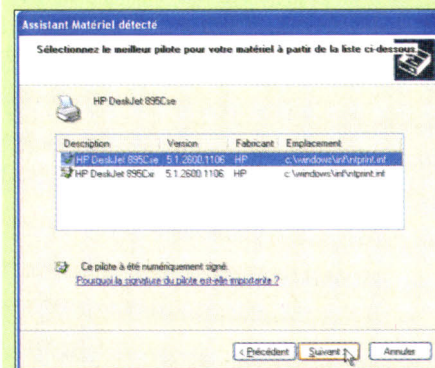 Assistant Matériel détecté
Sélectionnez le meilleur pilote pour votre matériel à partir de la liste ci-dessous.
HP DeskJet 895Cse
Description Version Fabricant Emplacement
HP DeskJet 895Cse 5.1.2600.1106 HP c:\windows\inf\ntprint.inf
HP DeskJet 895Cxi 5.1.2600.1106 HP c:\windows\inf\ntprint.inf
Ce pilote à été numériquement signé.
Pourquoi la signature du pilote est-elle importante ?
< Précédent Suivant > Annuler